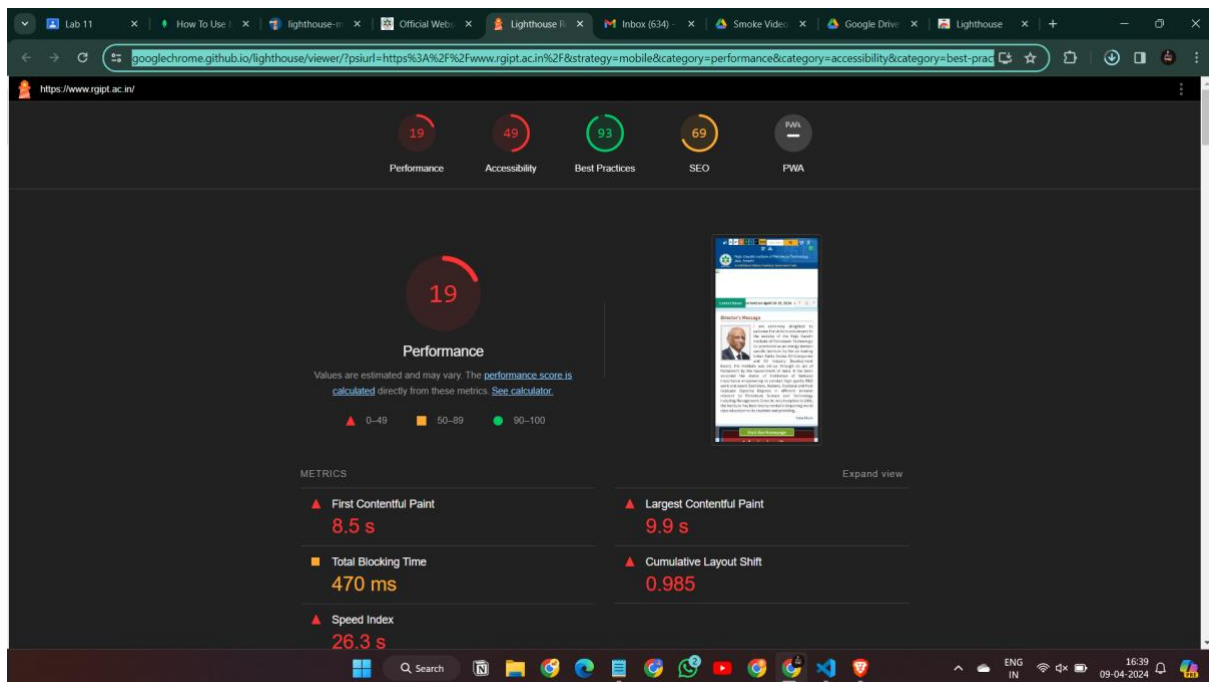 Lab 11
How To Use
lighthouse-m
Official Webs
Lighthouse R
Inbox (634) -
Smoke Video
Google Drive
Lighthouse
googlechrome.github.io/lighthouse/viewer/?psiurl=https%3A%2F%2Fwww.rgipt.ac.in%2F&strategy=mobile&category=performance&category=accessibility&category=best-prac
https://www.rgipt.ac.in/
19 49 93 69 PWA
Performance Accessibility Best Practices SEO PWA
19
Performance
Values are estimated and may vary. The performance score is
calculated directly from these metrics. See calculator.
0–49 50–89 90–100
Director's Message
METRICS Expand view
First Contentful Paint
8.5 s
Largest Contentful Paint
9.9 s
Total Blocking Time
470 ms
Cumulative Layout Shift
0.985
Speed Index
26.3 s
Search
2
ENG
IN
16:39
09-04-2024
PRE